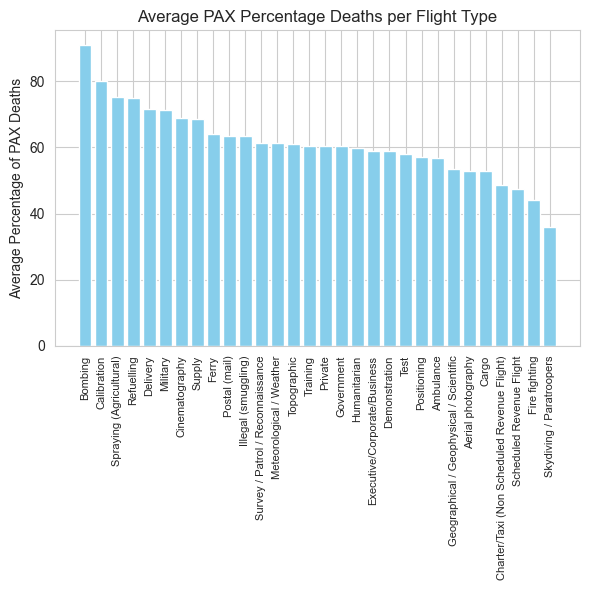 Average PAX Percentage Deaths per Flight Type
Average Percentage of PAX Deaths
80
60
40
20
0
Bombing
Calibration
Spraying (Agricultural)
Refuelling
Delivery
Military
Cinematography
Supply
Ferry
Postal (mail)
Illegal (smuggling)
Survey / Patrol / Reconnaissance
Meteorological / Weather
Topographic
Training
Private
Government
Humanitarian
Executive/Corporate/Business
Demonstration
Test
Positioning
Ambulance
Geographical / Geophysical / Scientific
Aerial photography
Cargo
Charter/Taxi (Non Scheduled Revenue Flight)
Scheduled Revenue Flight
Fire fighting
Skydiving / Paratroopers